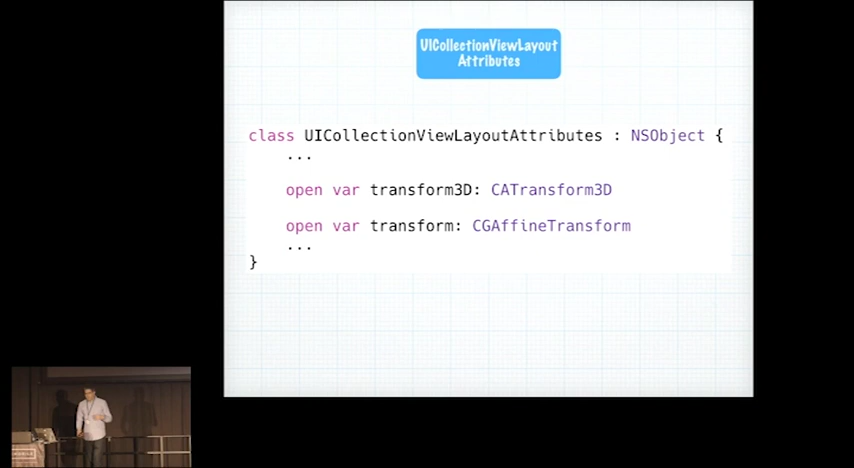 UICollectionViewLayout
Attributes
class UICollectionViewLayoutAttributes : NSObject {
...
open var transform3D: CATransform3D
open var transform: CGAffineTransform
...
}